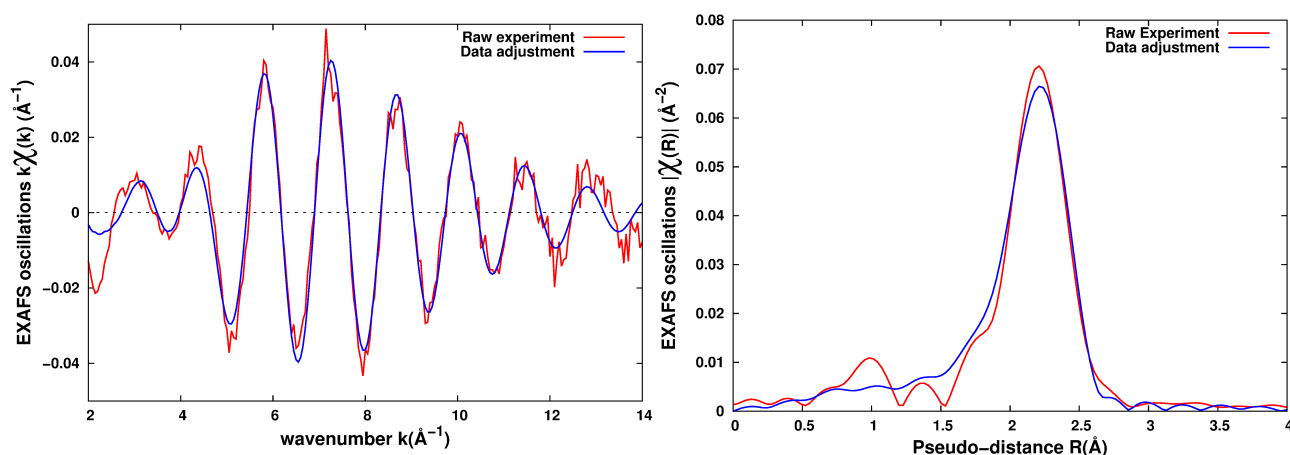 Raw experiment
Data adjustment
EXAFS oscillations kχ(k) (Å⁻¹)
0.04
0.02
0
−0.02
−0.04
2 4 6 8 10 12 14
wavenumber k(Å⁻¹)
Raw Experiment
Data adjustment
EXAFS oscillations |χ(R)| (Å⁻²)
0.08
0.07
0.06
0.05
0.04
0.03
0.02
0.01
0
0 0.5 1 1.5 2 2.5 3 3.5 4
Pseudo−distance R(Å)